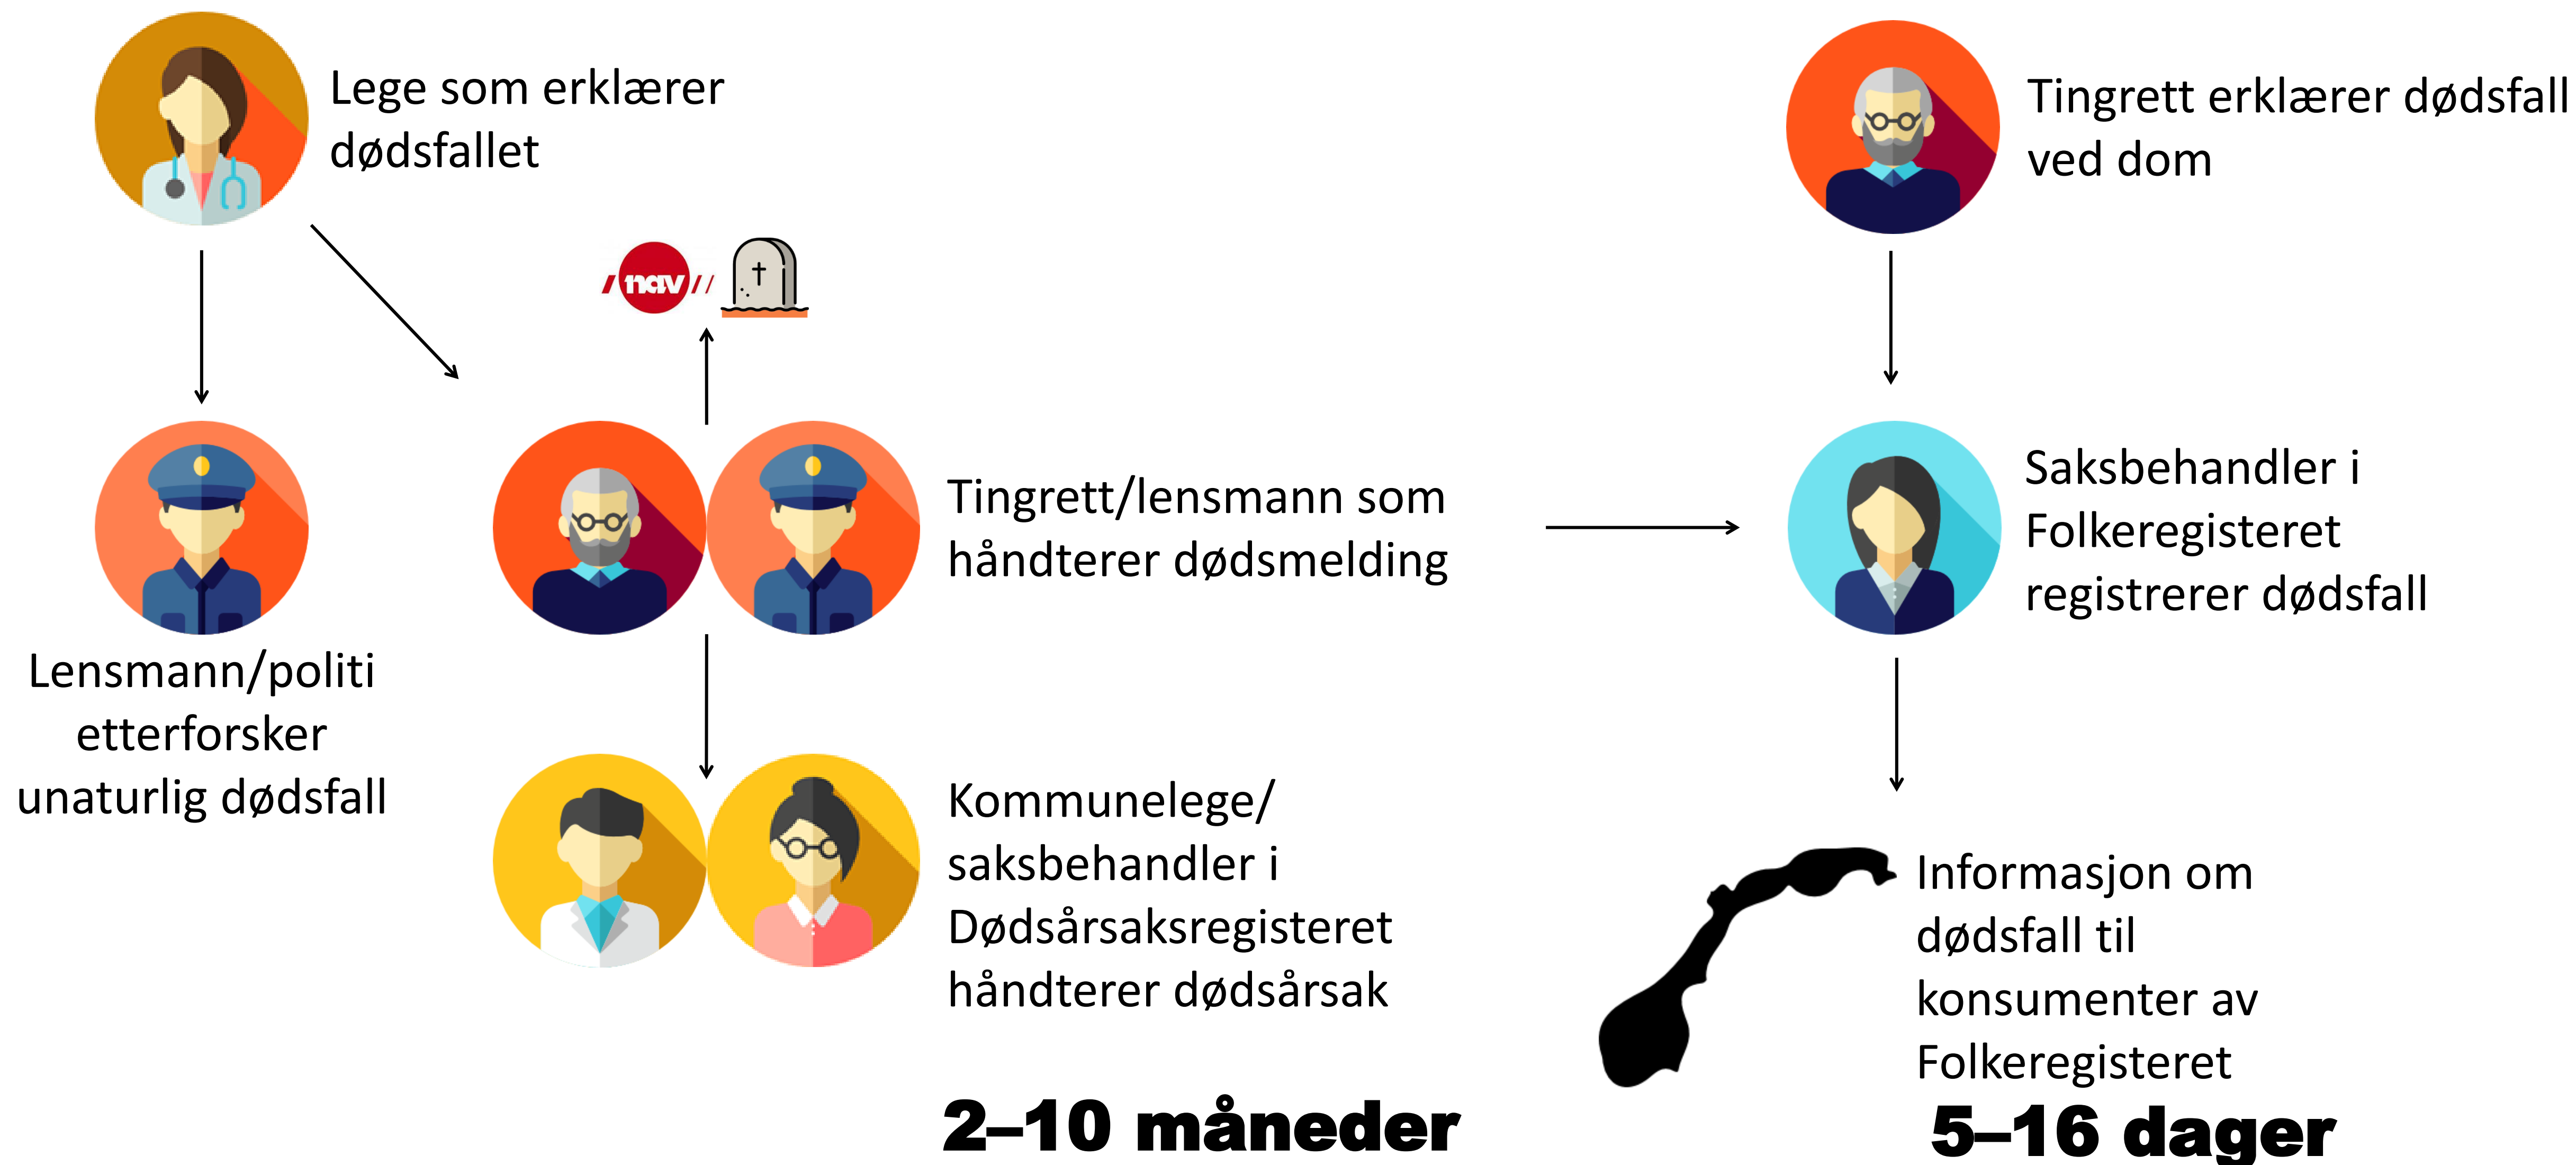 Lege som erklærer
dødsfallet
Tingrett erklærer dødsfall
ved dom
nav
Tingrett/lensmann som
håndterer dødsmelding
Saksbehandler i
Folkeregisteret
registrerer dødsfall
Lensmann/politi
etterforsker
unaturlig dødsfall
Kommunelege/
saksbehandler i
Dødsårsaksregisteret
håndterer dødsårsak
Informasjon om
dødsfall til
konsumenter av
Folkeregisteret
2–10 måneder
5–16 dager